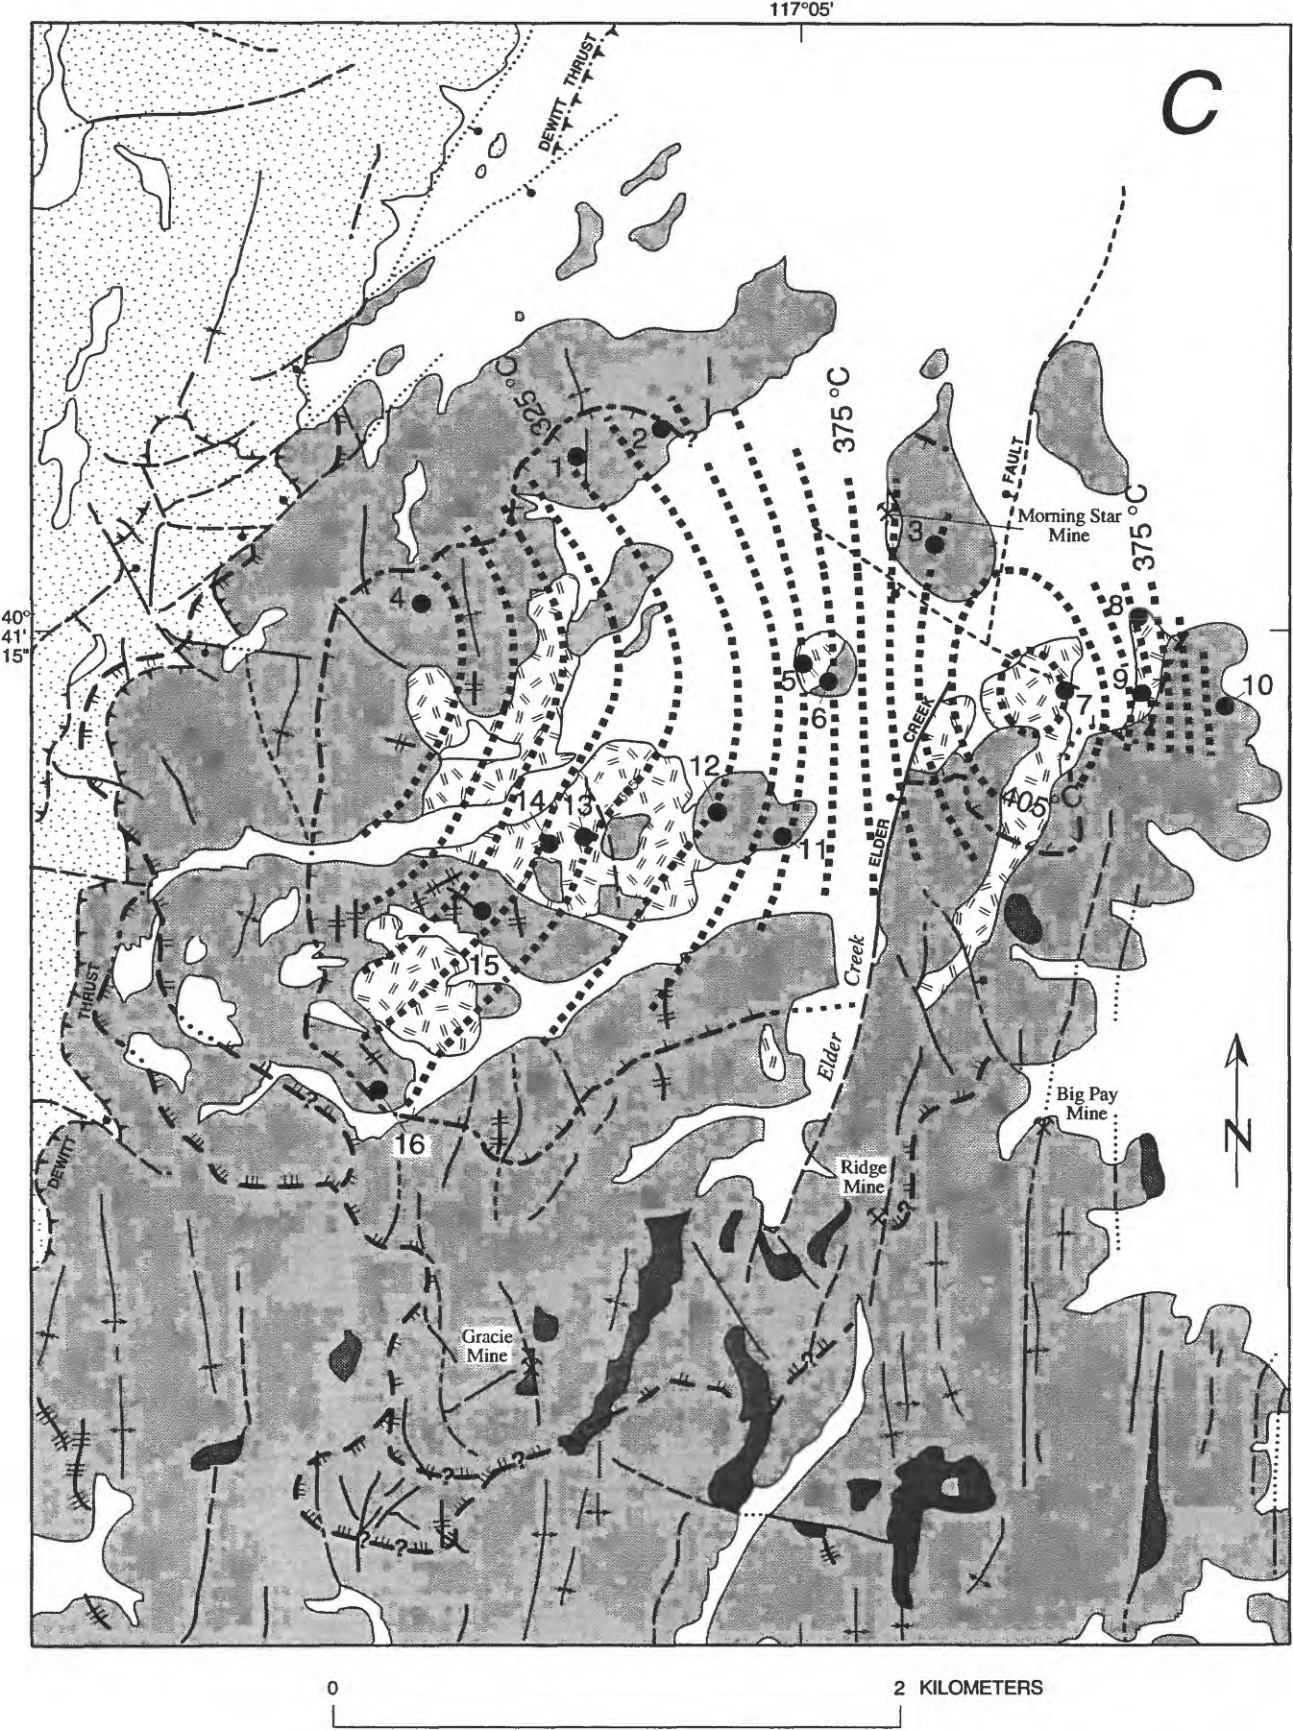 117°05'
C
DEWITT THRUST
325 °C
375 °C
2
1
FAULT
3
Morning Star
Mine
375 °C
4
40°
41'
15"
8
5
6
9
7
10
CREEK
12
405 °C
14
13
11
ELDER
15
Elder Creek
THRUST
?
Big Pay
Mine
N
16
DEWITT
Ridge
Mine
?
Gracie
Mine
?
?
?
?
?
0 2 KILOMETERS